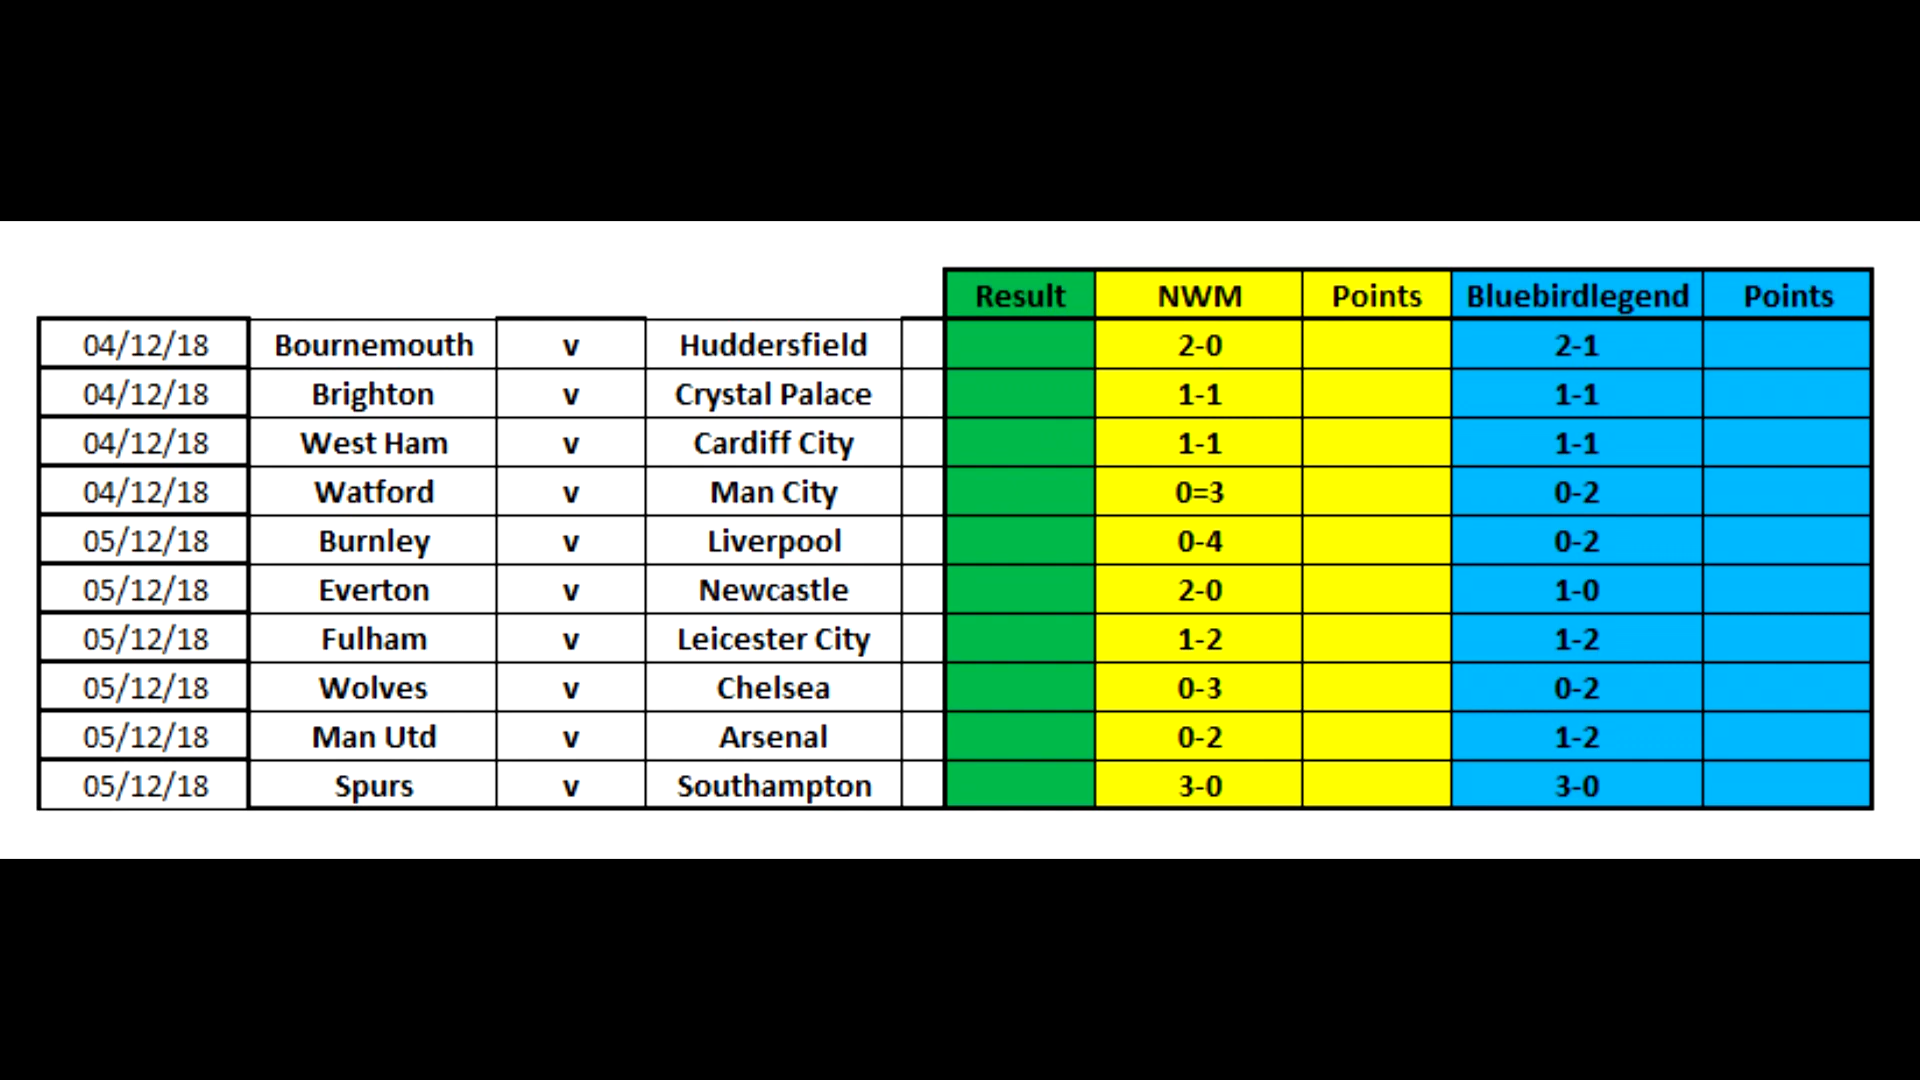 Result NWM Points Bluebirdlegend Points
04/12/18 Bournemouth v Huddersfield 2-0 2-1
04/12/18 Brighton v Crystal Palace 1-1 1-1
04/12/18 West Ham v Cardiff City 1-1 1-1
04/12/18 Watford v Man City 0=3 0-2
05/12/18 Burnley v Liverpool 0-4 0-2
05/12/18 Everton v Newcastle 2-0 1-0
05/12/18 Fulham v Leicester City 1-2 1-2
05/12/18 Wolves v Chelsea 0-3 0-2
05/12/18 Man Utd v Arsenal 0-2 1-2
05/12/18 Spurs v Southampton 3-0 3-0